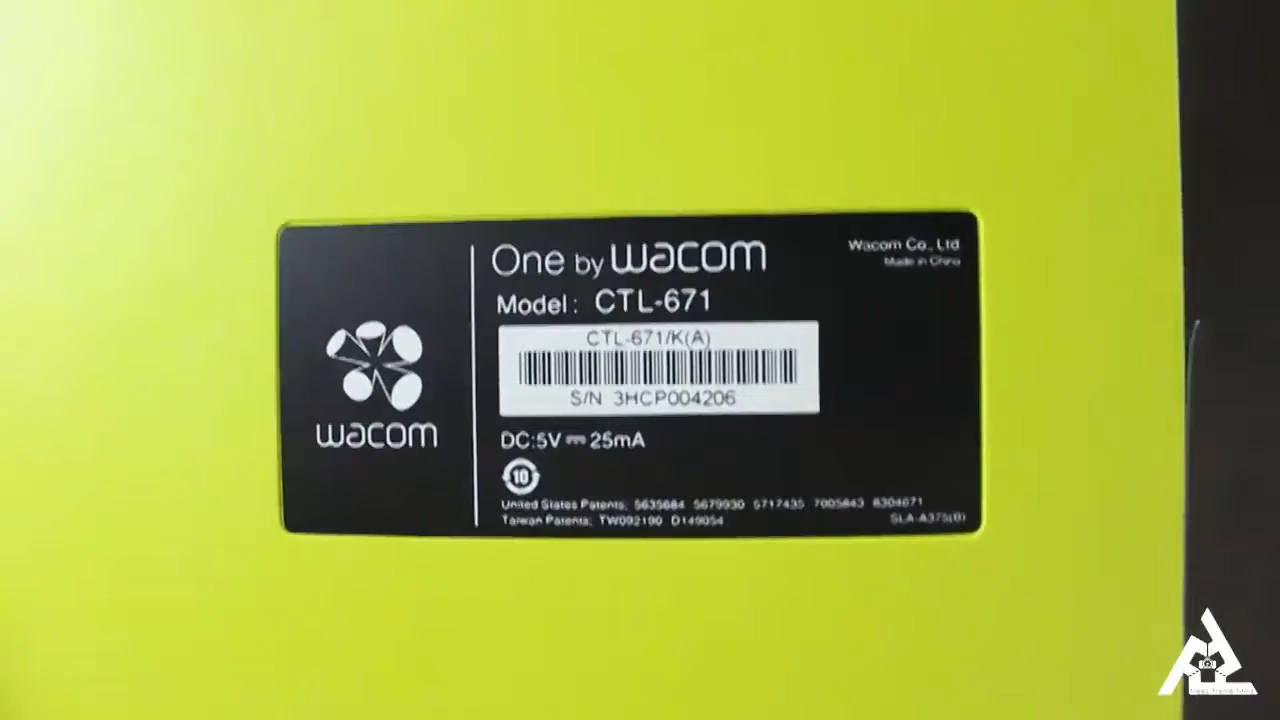 One by wacom
Wacom Co., Ltd
Made in China
Model: CTL-671
CTL-671/K(A)
S/N 3HCP004206
wacom
DC:5V 25mA
10
United States Patents; 5635684 5679930 5717435 7005843 8304671
Taiwan Patents; TW092190 D149054
SLA-A375(B)